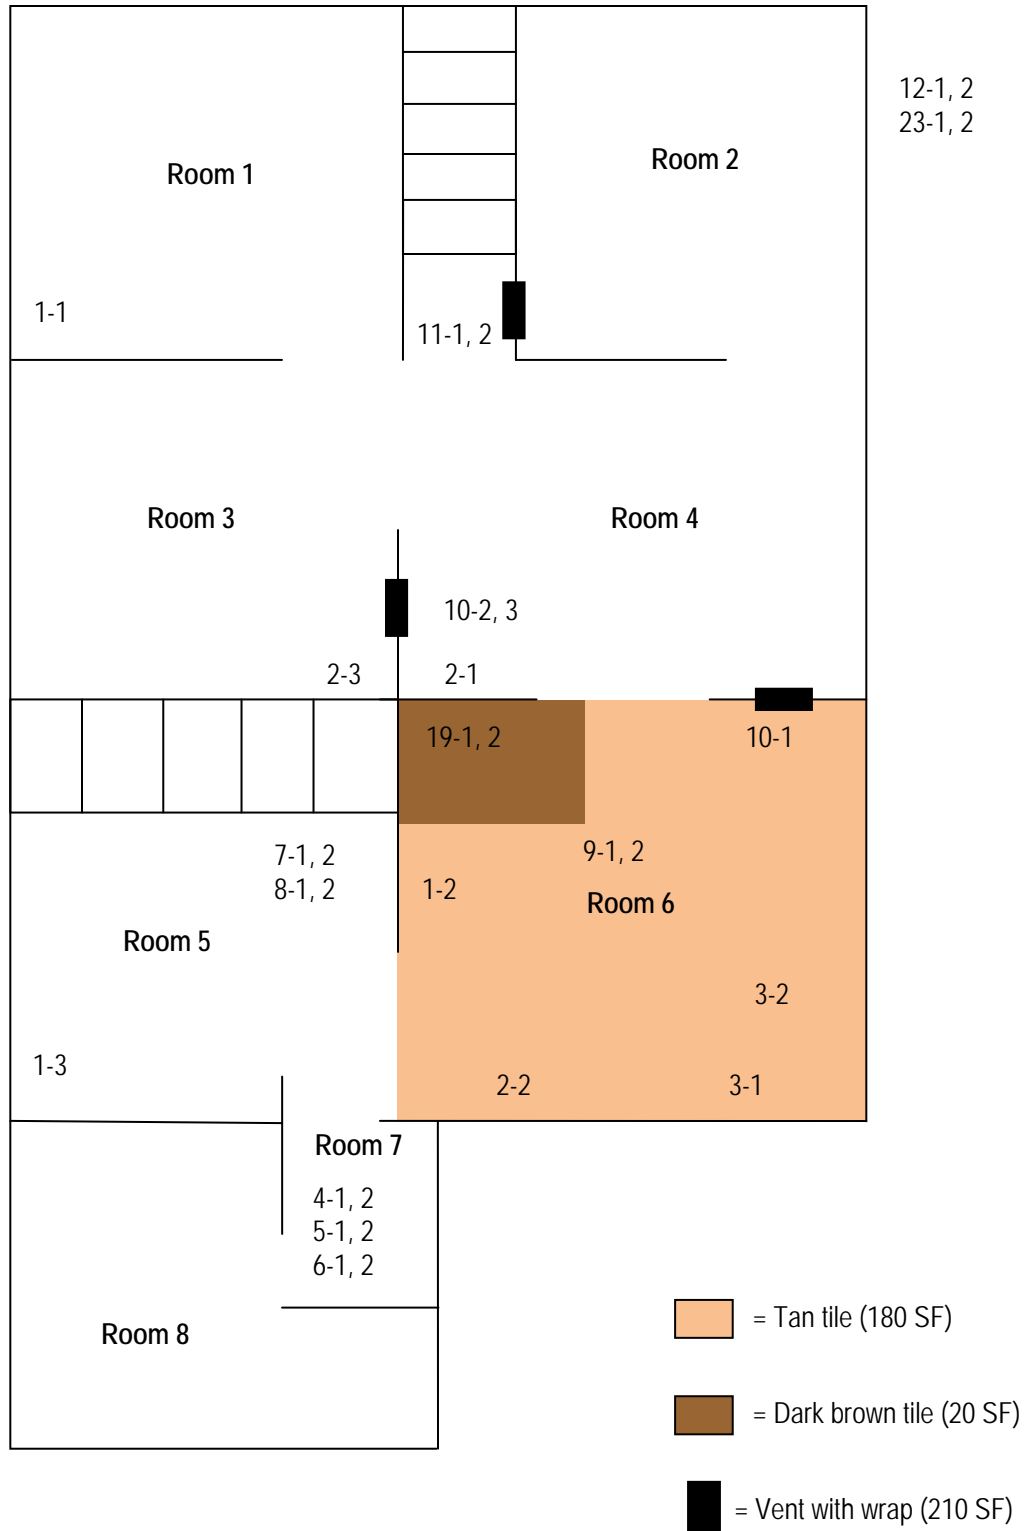 12-1, 2
23-1, 2
Room 1
Room 2
1-1
11-1, 2
Room 3
Room 4
10-2, 3
2-3
2-1
19-1, 2
10-1
7-1, 2
8-1, 2
9-1, 2
1-2
Room 6
Room 5
3-2
1-3
2-2
3-1
Room 7
4-1, 2
5-1, 2
6-1, 2
Room 8
= Tan tile (180 SF)
= Dark brown tile (20 SF)
= Vent with wrap (210 SF)